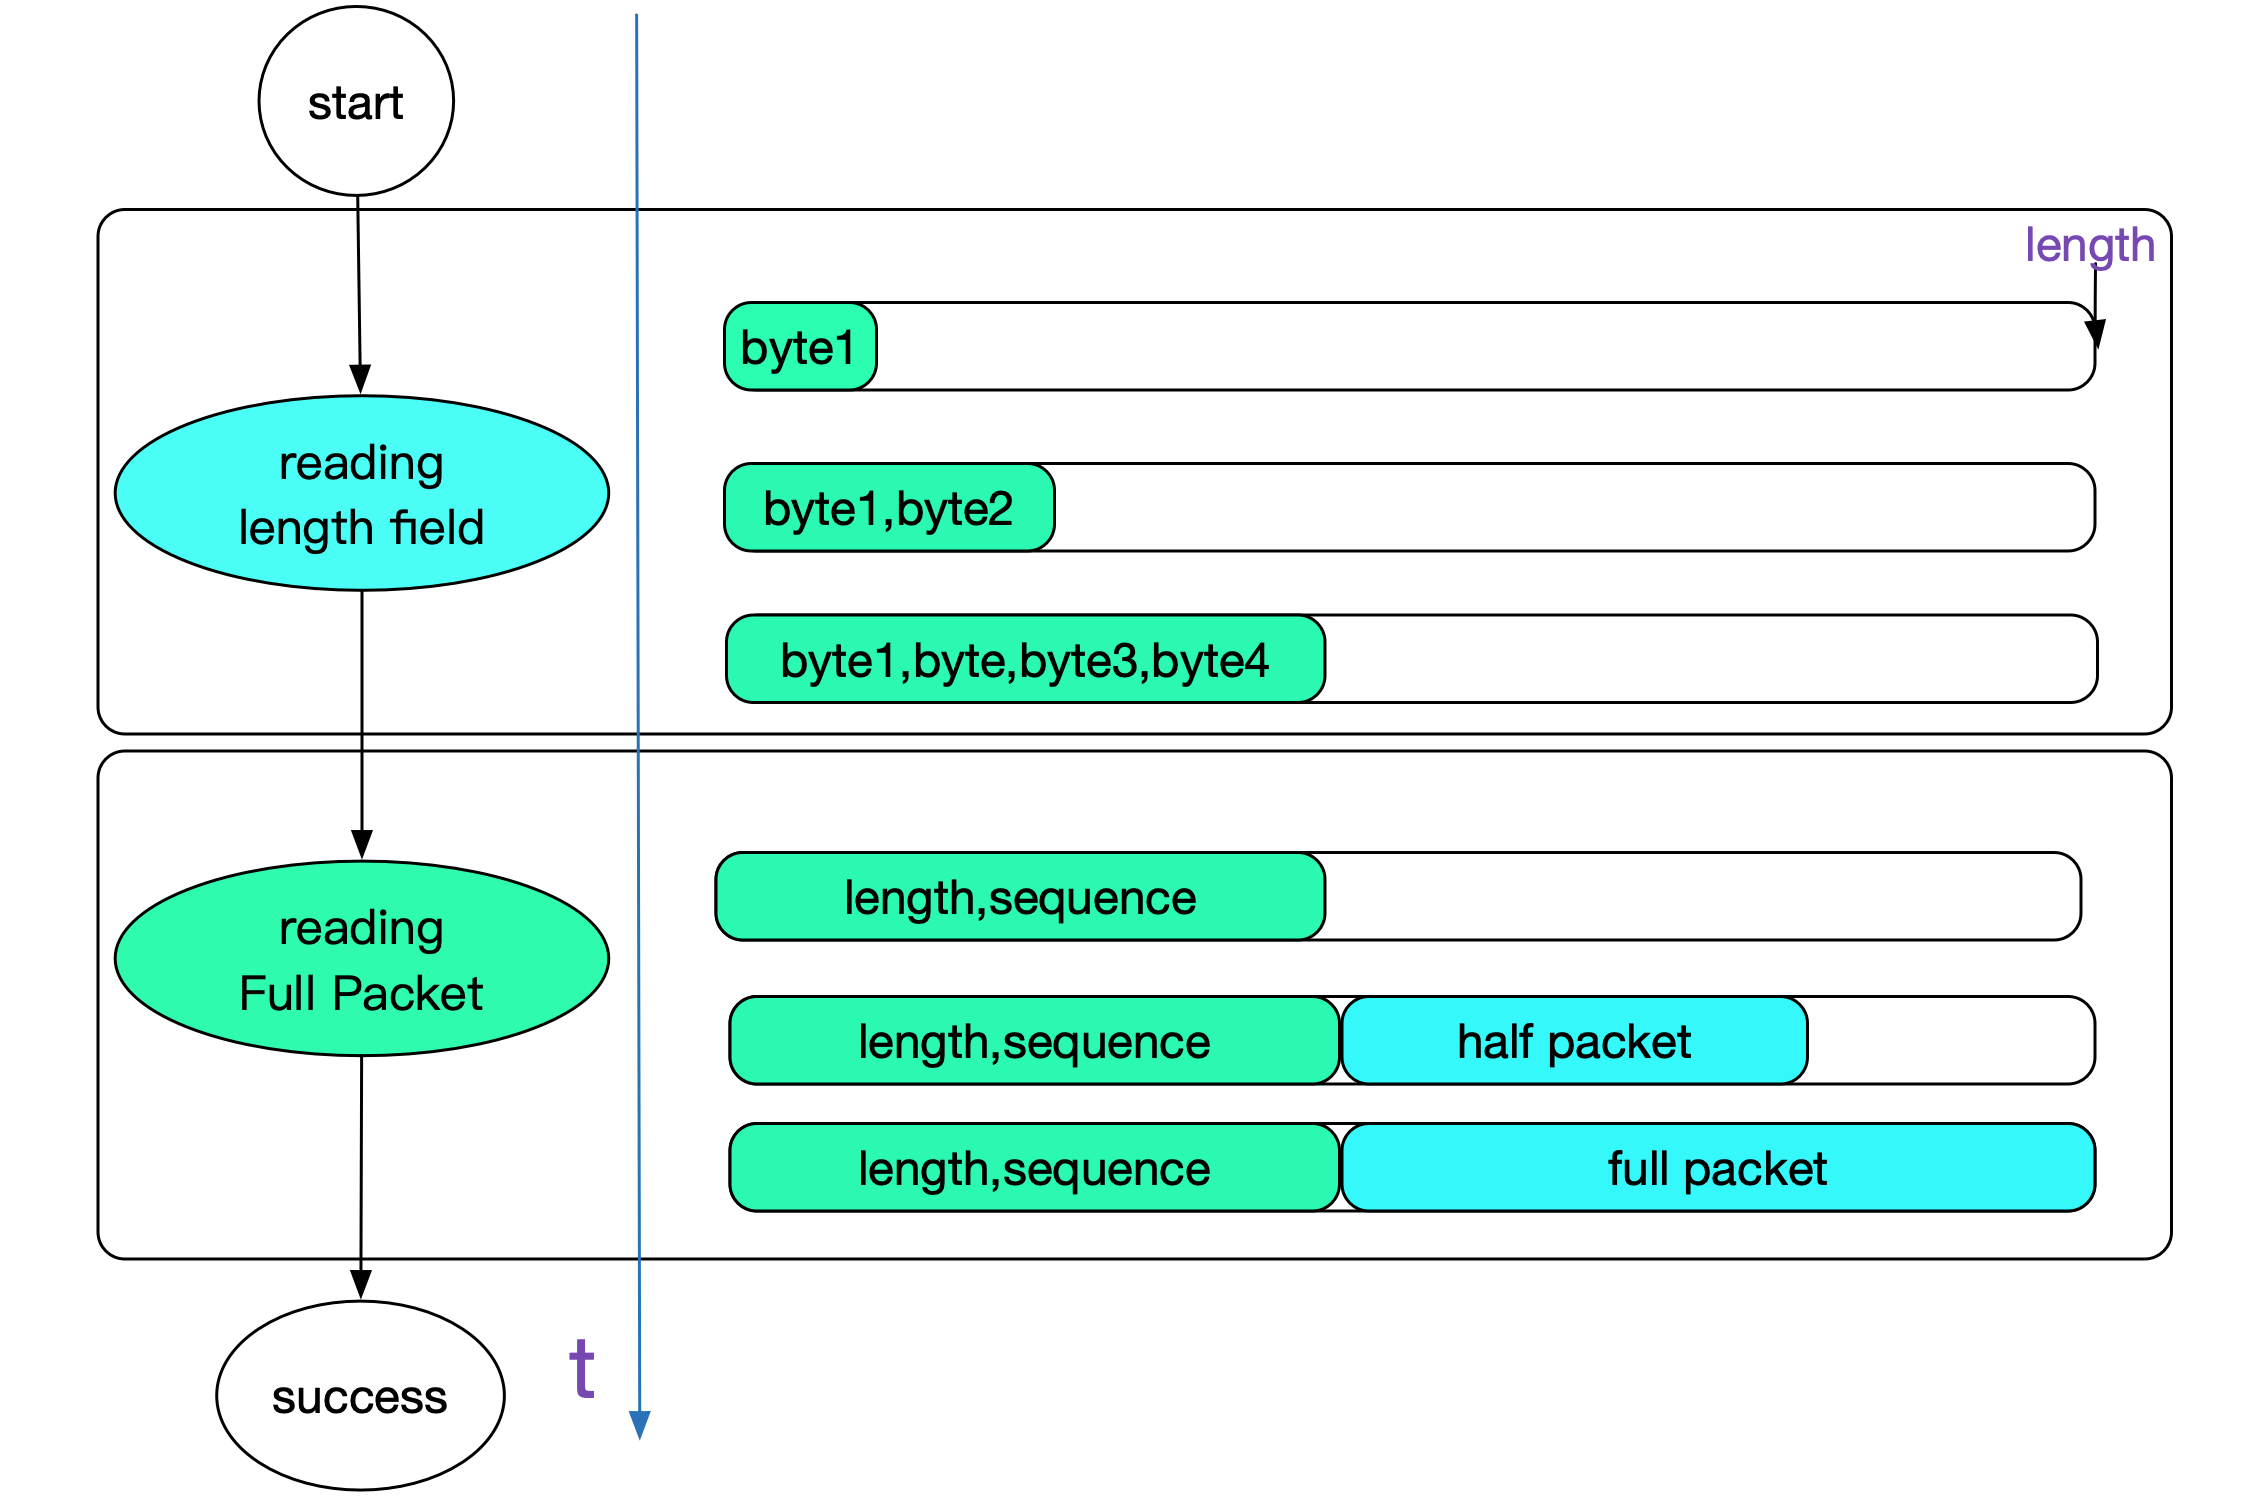 start
length
byte1
reading
length field
byte1,byte2
byte1,byte,byte3,byte4
reading
Full Packet
length,sequence
length,sequence
half packet
length,sequence
full packet
t
success